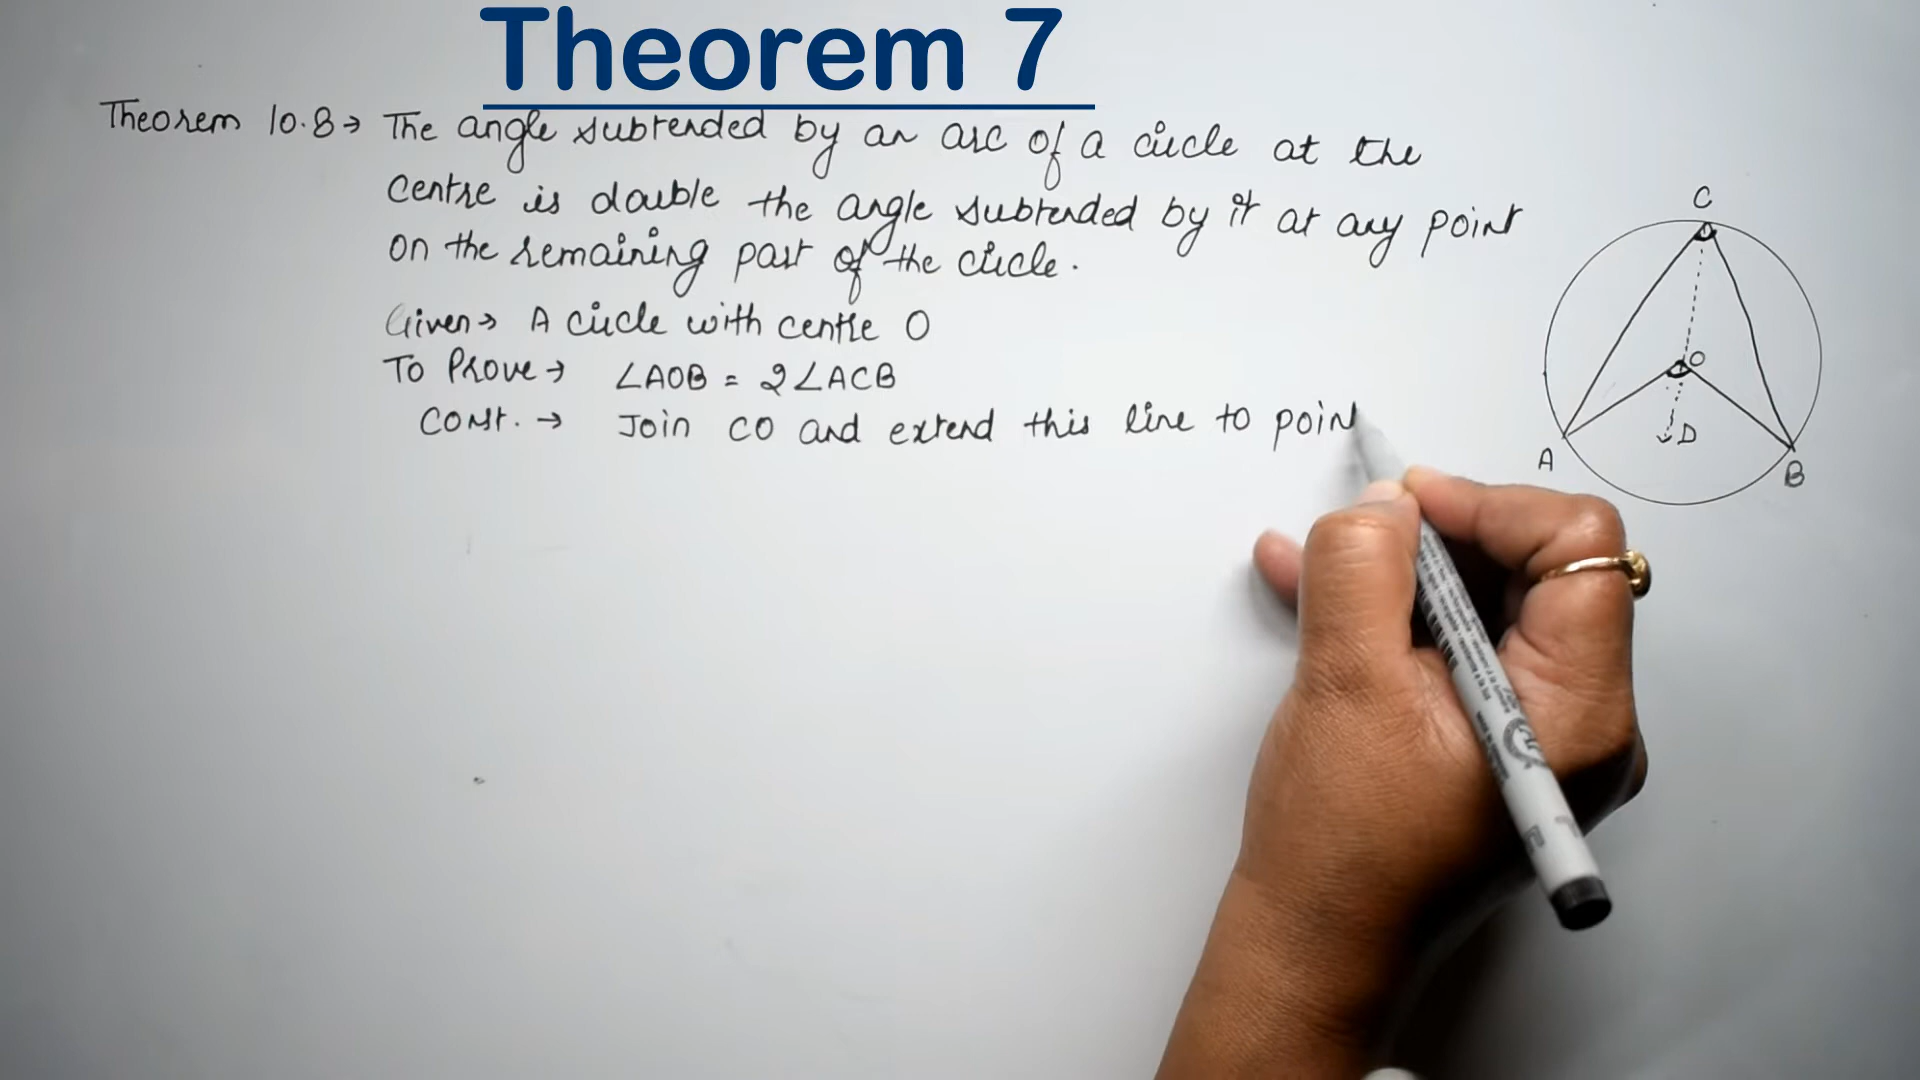 Theorem 7
Theorem 10.8→ The angle subtended by an arc of a circle at the
centre is double the angle subtended by it at any point
on the remaining part of the circle.
Given→ A circle with centre O
To Prove→ ∠AOB = 2∠ACB
Const. → Join CO and extend this line to poin
C
O
D
A
B